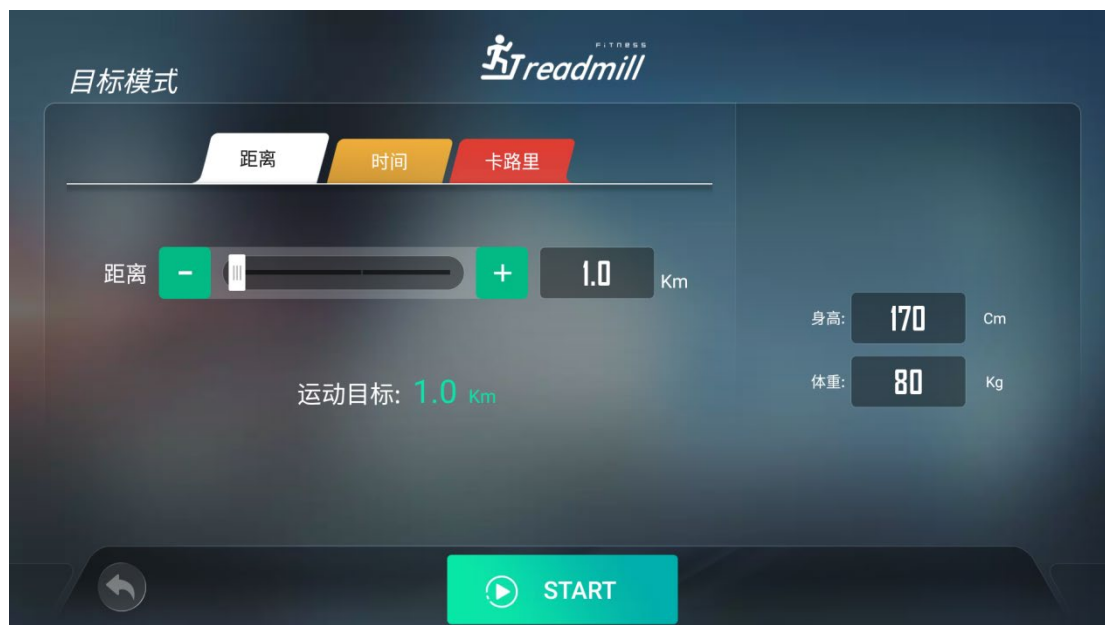 FITNESS
Treadmill
目标模式
距离 时间 卡路里
距离 - + 1.0 Km
身高: 170 Cm
运动目标: 1.0 Km
体重: 80 Kg
START